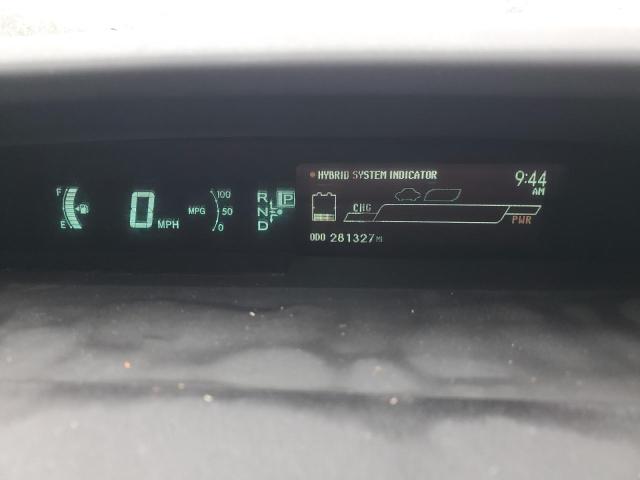 HYBRID SYSTEM INDICATOR
9:44
AM
F
E
0 MPH
MPG
100
50
0
R
N
D
P
CHG
PWR
ODO 281327 MI